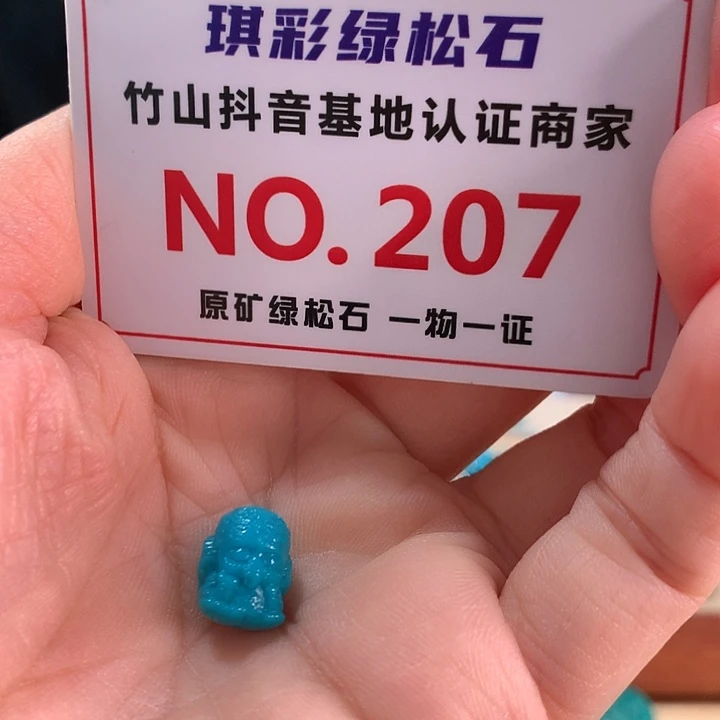 琪彩绿松石
竹山抖音基地认证商家
NO.207
原矿绿松石 一物一证